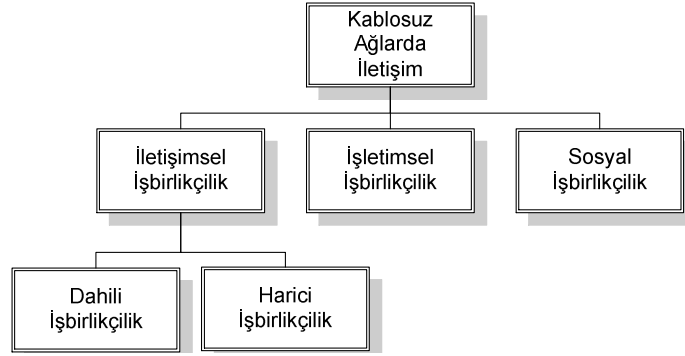 Kablosuz
Ağlarda
İletişim
İletişimsel
İşbirlikçilik
İşletimsel
İşbirlikçilik
Sosyal
İşbirlikçilik
Dahili
İşbirlikçilik
Harici
İşbirlikçilik